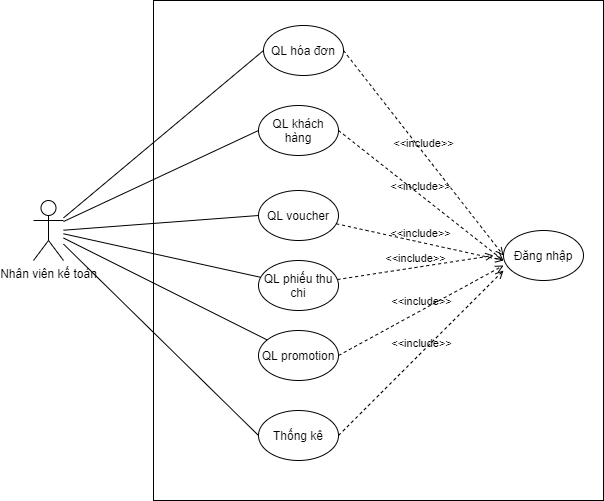 QL hóa đơn
<<include>>
QL khách
hàng
<<include>>
QL voucher
<<include>>
Đăng nhập
<<include>>
Nhân viên kế toán
QL phiếu thu
chi
<<include>>
QL promotion
<<include>>
Thống kê